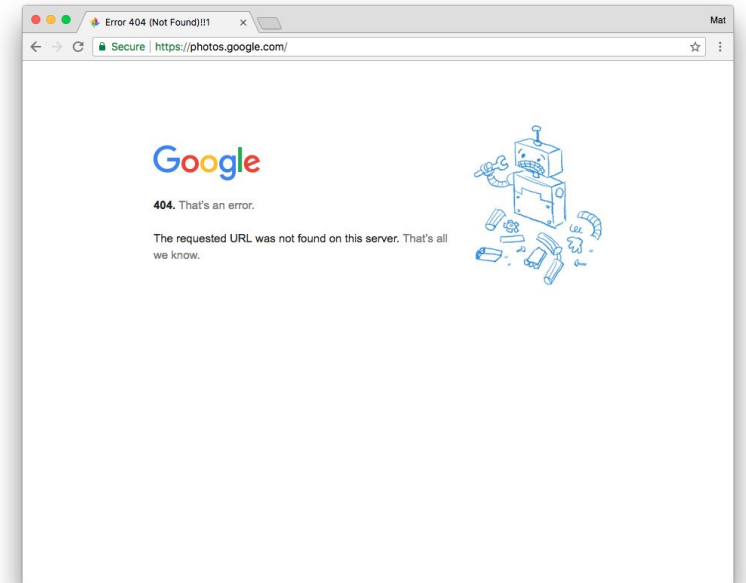 Error 404 (Not Found)!!1
Mat
Secure https://photos.google.com/
Google
404. That's an error.
The requested URL was not found on this server. That's all
we know.